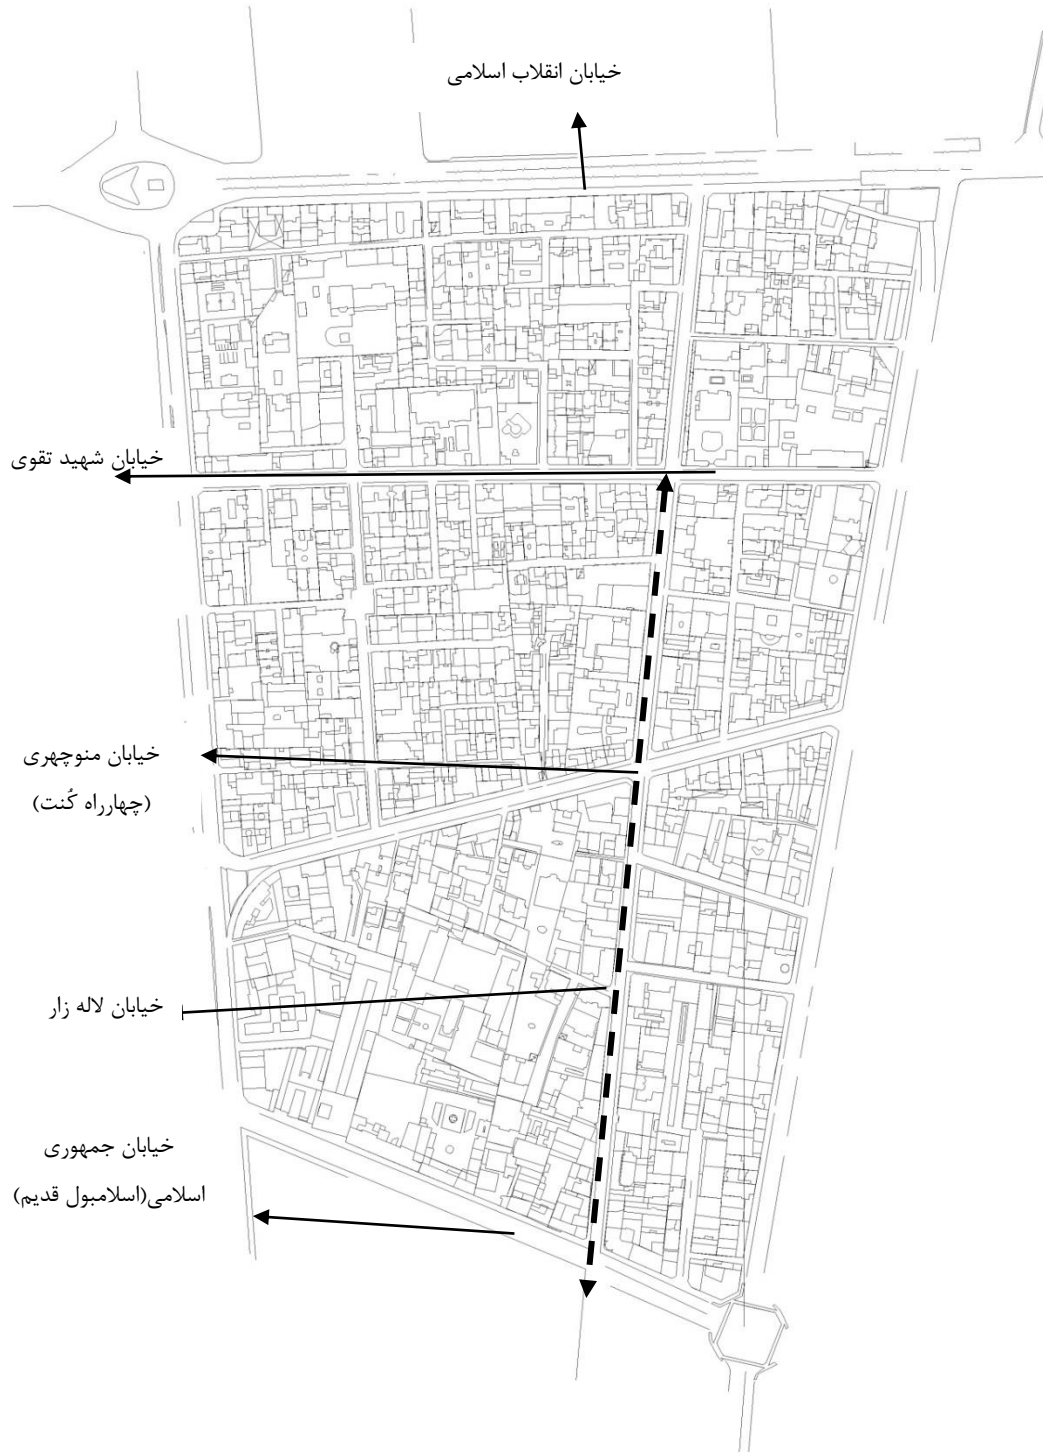 خیابان انقلاب اسلامی
خیابان شهید تقوی
خیابان منوچهری
(چهارراه کُنت)
خیابان لاله زار
خیابان جمهوری
اسلامی(اسلامبول قدیم)